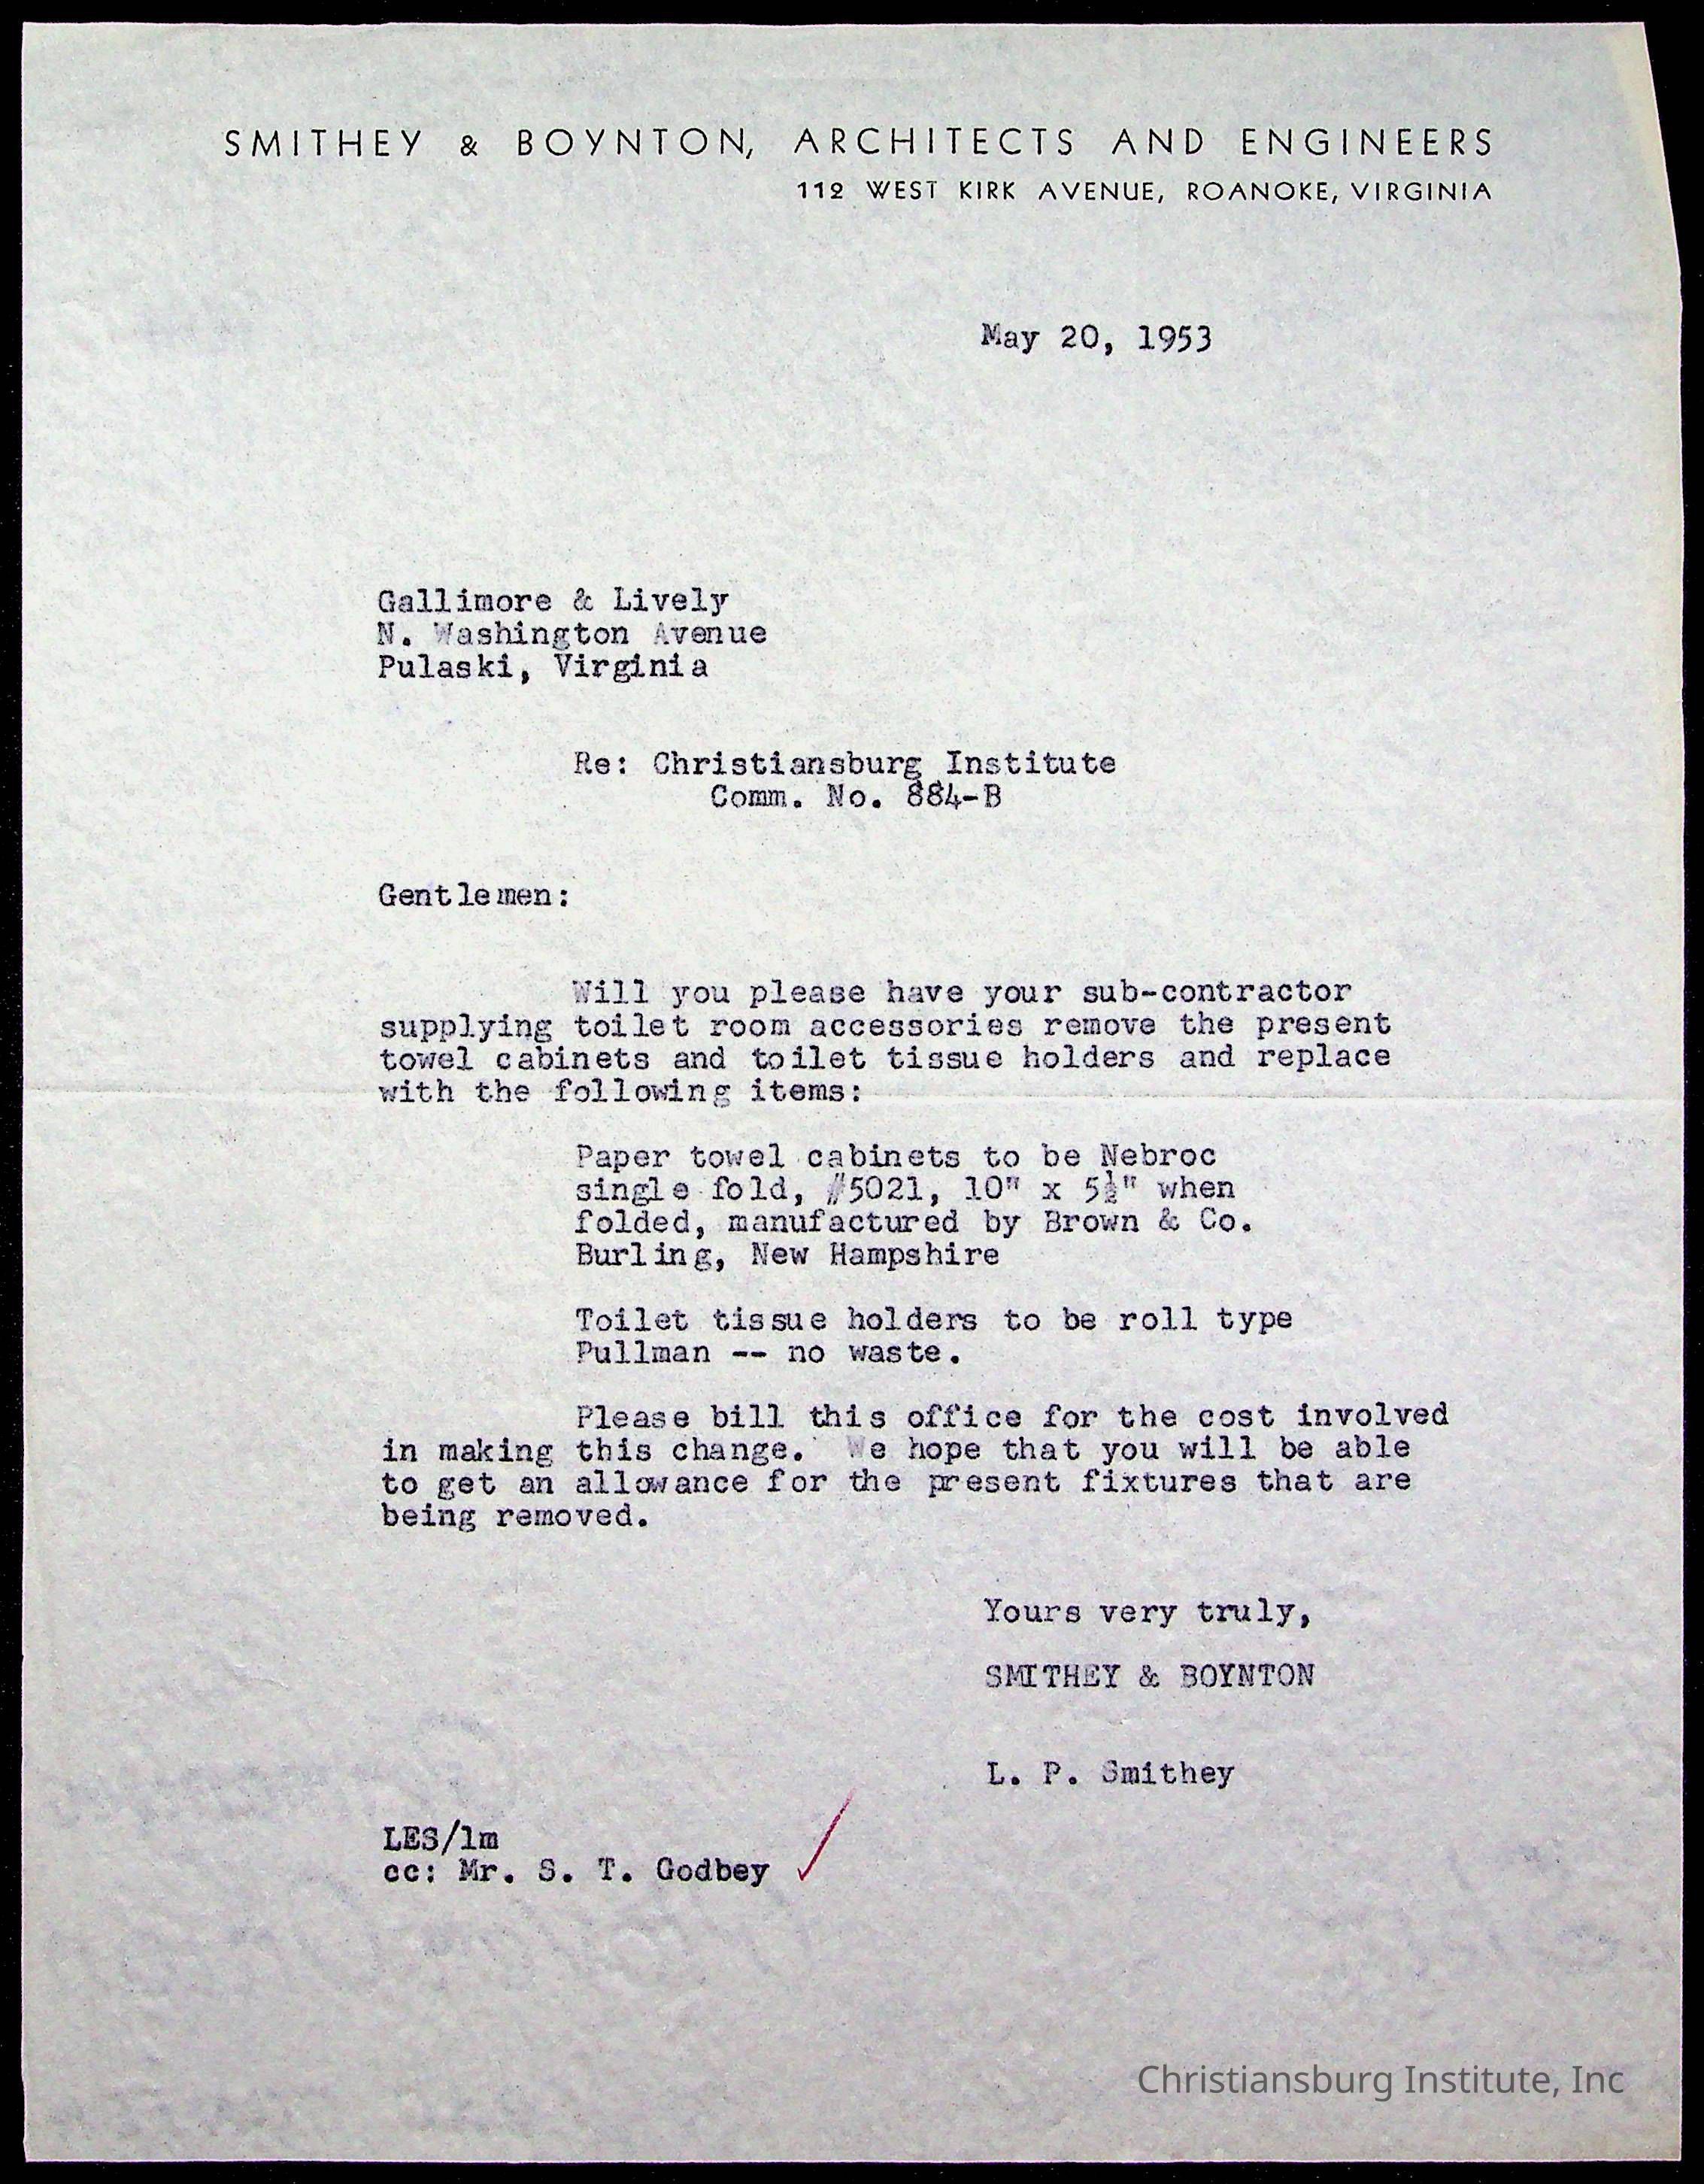 SMITHEY & BOYNTON, ARCHITECTS AND ENGINEERS
112 WEST KIRK AVENUE, ROANOKE, VIRGINIA
May 20, 1953
Gallimore & Lively
N. Washington Avenue
Pulaski, Virginia
Re: Christiansburg Institute
Comm. No. 884-B
Gentlemen:
Will you please have your sub-contractor
supplying toilet room accessories remove the present
towel cabinets and toilet tissue holders and replace
with the following items:
Paper towel cabinets to be Nebroc
single fold, #5021, 10" x 5½" when
folded, manufactured by Brown & Co.
Burling, New Hampshire
Toilet tissue holders to be roll type
Pullman -- no waste.
Please bill this office for the cost involved
in making this change. We hope that you will be able
to get an allowance for the present fixtures that are
being removed.
Yours very truly,
SMITHEY & BOYNTON
L. P. Smithey
LES/lm
cc: Mr. S. T. Godbey
Christiansburg Institute, Inc